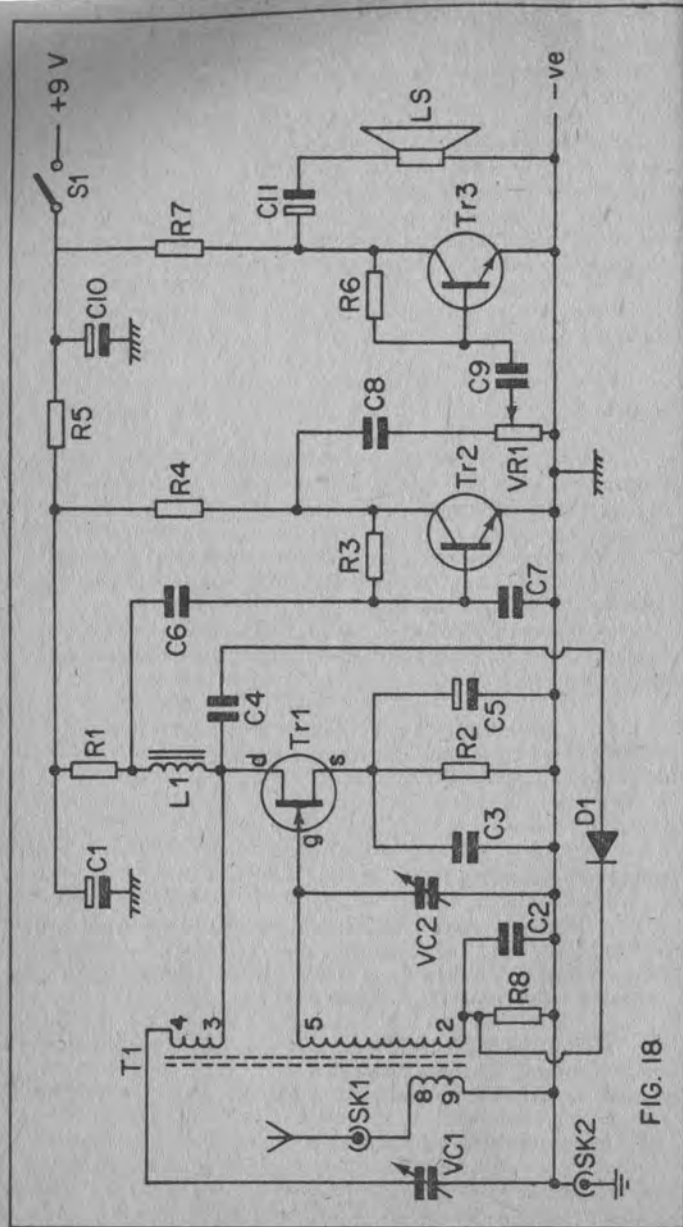 +9 V
S1
C10
R5
R7
R4
C1
R1
C6
L1
C11
LS
R6
R3
C8
C4
T1
4
3
d
Tr1
g
s
Tr2
Tr3
C9
VR1
C7
5
2
8
9
SK1
VC1
VC2
C3
R2
C5
C2
R8
D1
-ve
SK2
FIG. 18